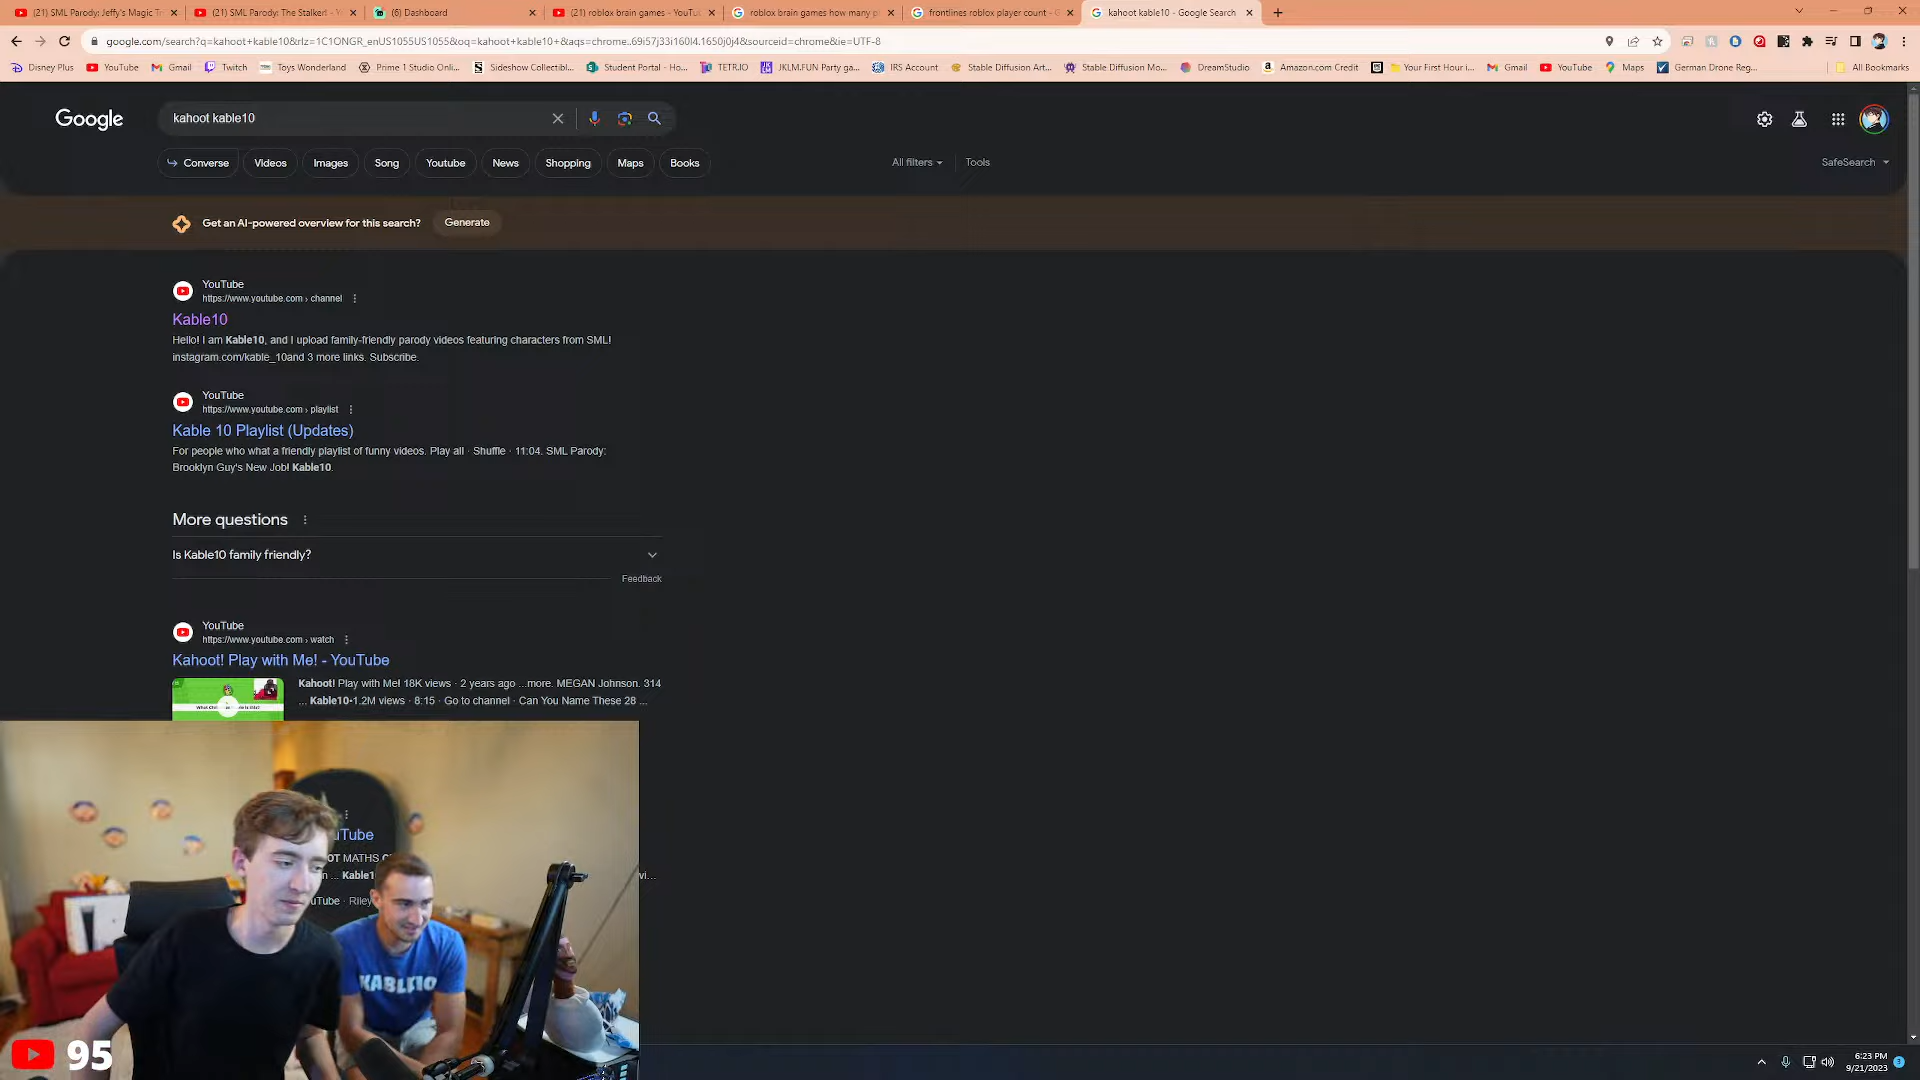 (21) SML Parody: Jeffy's Magic T
(21) SML Parody: The Stalker! - Y
(6) Dashboard
(21) roblox brain games - YouTu
roblox brain games how many p
frontlines roblox player count - G
kahoot kable10 - Google Search
google.com/search?q=kahoot+kable10&rlz=1C1ONGR_enUS1055US1055&oq=kahoot+kable10+&aqs=chrome..69i57j33i160l4.1650j0j4&sourceid=chrome&ie=UTF-8
Disney Plus
YouTube
Gmail
Twitch
Toys Wonderland
Prime 1 Studio Onli...
Sideshow Collectibl...
Student Portal - Ho...
TETR.IO
JKLM.FUN Party ga...
IRS Account
Stable Diffusion Art...
Stable Diffusion Mo...
DreamStudio
Amazon.com Credit
Your First Hour i...
Gmail
YouTube
Maps
German Drone Reg...
All Bookmarks
Google
kahoot kable10
Converse
Videos
Images
Song
Youtube
News
Shopping
Maps
Books
All filters
Tools
SafeSearch
Get an AI-powered overview for this search?
Generate
YouTube
https://www.youtube.com › channel
Kable10
Hello! I am Kable10, and I upload family-friendly parody videos featuring characters from SML!
instagram.com/kable_10and 3 more links. Subscribe.
YouTube
https://www.youtube.com › playlist
Kable 10 Playlist (Updates)
For people who what a friendly playlist of funny videos. Play all · Shuffle · 11:04. SML Parody:
Brooklyn Guy's New Job! Kable10.
More questions
Is Kable10 family friendly?
Feedback
YouTube
https://www.youtube.com › watch
Kahoot! Play with Me! - YouTube
Kahoot! Play with Me! 18K views · 2 years ago ...more. MEGAN Johnson. 314
... Kable10•1.2M views · 8:15 · Go to channel · Can You Name These 28 ...
uTube
OT MATHS
n ... Kable1
vi...
uTube · Riley
KABLE10
95
6:23 PM
9/21/2023
3